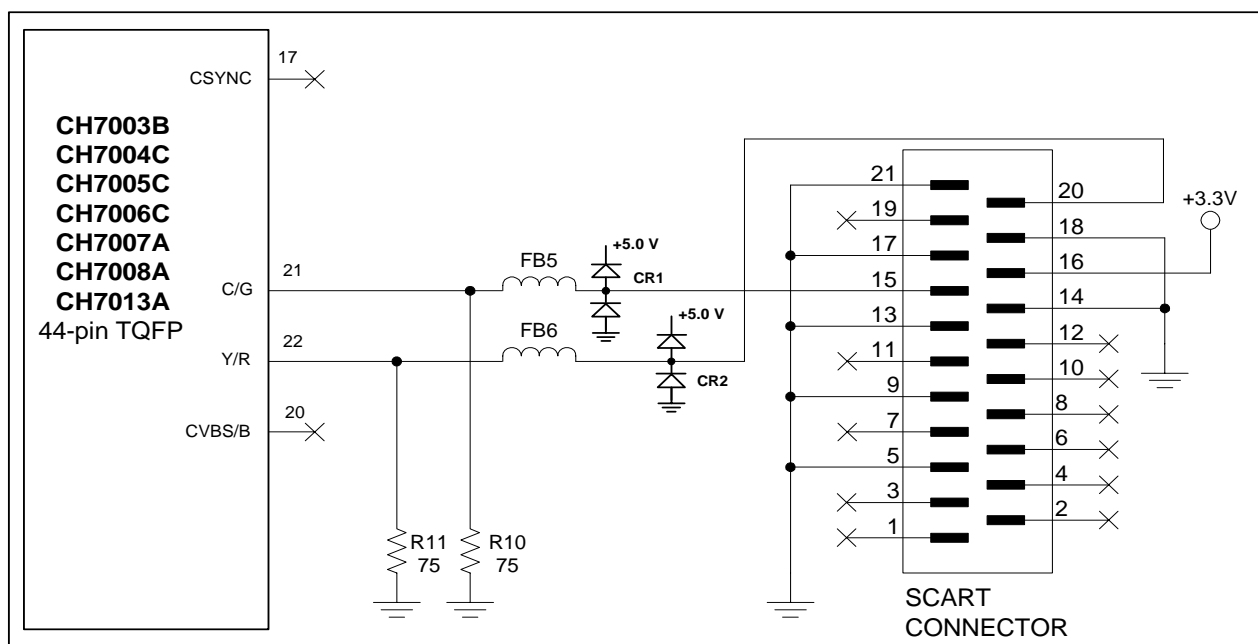 17
CSYNC
CH7003B
CH7004C
CH7005C
CH7006C
CH7007A
CH7008A
CH7013A
44-pin TQFP
21
C/G
22
Y/R
20
CVBS/B
FB5
+5.0 V
CR1
FB6
+5.0 V
CR2
R11
75
R10
75
21
19
17
15
13
11
9
7
5
3
1
20
18
16
14
12
10
8
6
4
2
+3.3V
SCART
CONNECTOR